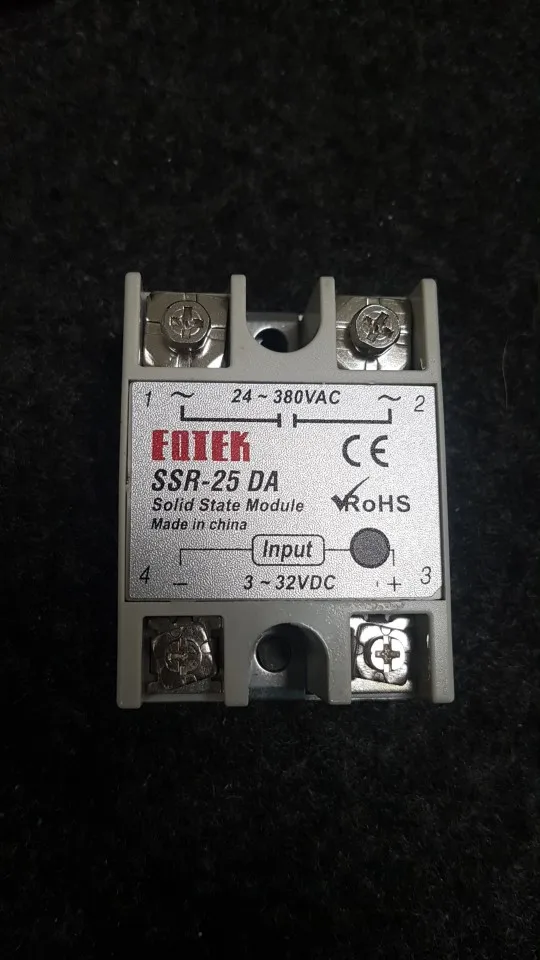 1 ~ 24 ~ 380VAC ~ 2
FQTEK
CE
SSR-25 DA
Solid State Module
RoHS
Made in china
Input
4 − 3 ~ 32VDC + 3